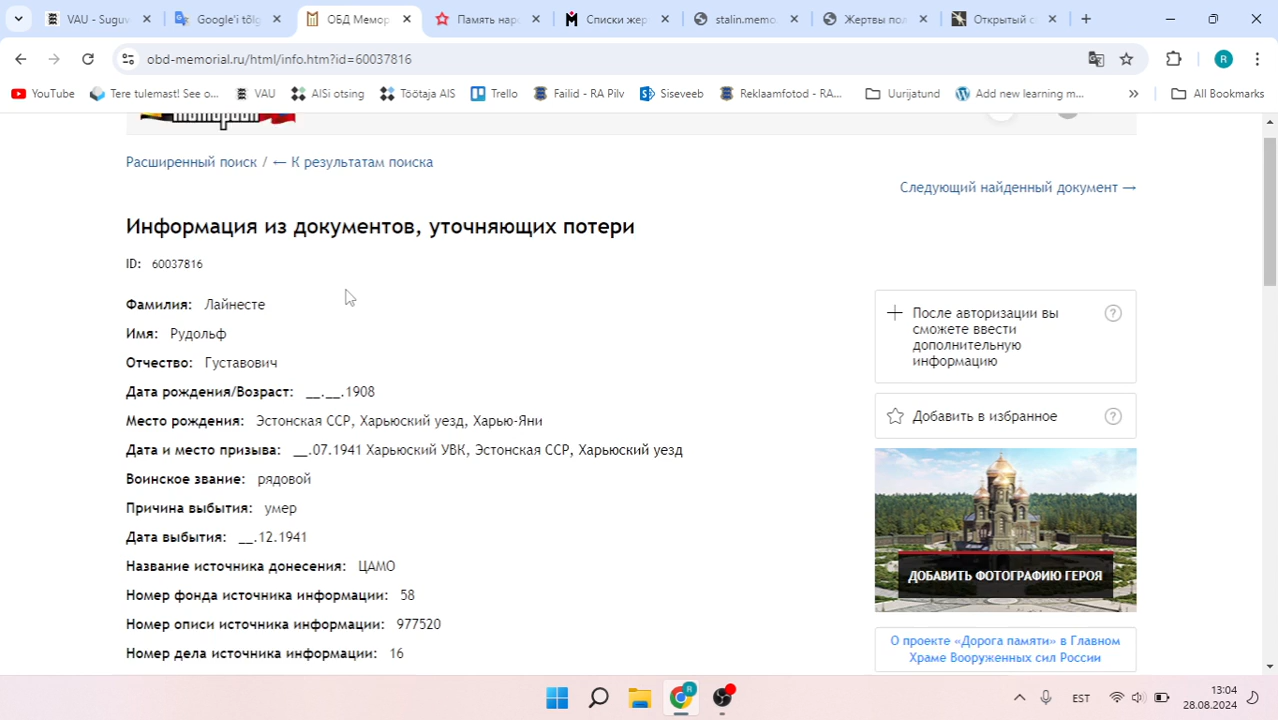 VAU - Suguv
Google'i tõlg
ОБД Мемор
Память нар
Списки жер
stalin.memo.
Жертвы пол
Открытый с
obd-memorial.ru/html/info.htm?id=60037816
R
YouTube
Tere tulemast! See o...
VAU
AISi otsing
Töötaja AIS
Trello
Failid - RA Pilv
Siseveeb
Reklaamfotod - RA...
Uurijatund
Add new learning m...
All Bookmarks
Мемориал
Расширенный поиск / ← К результатам поиска
Следующий найденный документ →
Информация из документов, уточняющих потери
ID: 60037816
Фамилия: Лайнесте
Имя: Рудольф
Отчество: Густавович
Дата рождения/Возраст: __.__.1908
Место рождения: Эстонская ССР, Харьюский уезд, Харью-Яни
Дата и место призыва: __.07.1941 Харьюский УВК, Эстонская ССР, Харьюский уезд
Воинское звание: рядовой
Причина выбытия: умер
Дата выбытия: __.12.1941
Название источника донесения: ЦАМО
Номер фонда источника информации: 58
Номер описи источника информации: 977520
Номер дела источника информации: 16
После авторизации вы
сможете ввести
дополнительную
информацию
?
Добавить в избранное
?
ДОБАВИТЬ ФОТОГРАФИЮ ГЕРОЯ
О проекте «Дорога памяти» в Главном
Храме Вооруженных сил России
R
EST
13:04
28.08.2024